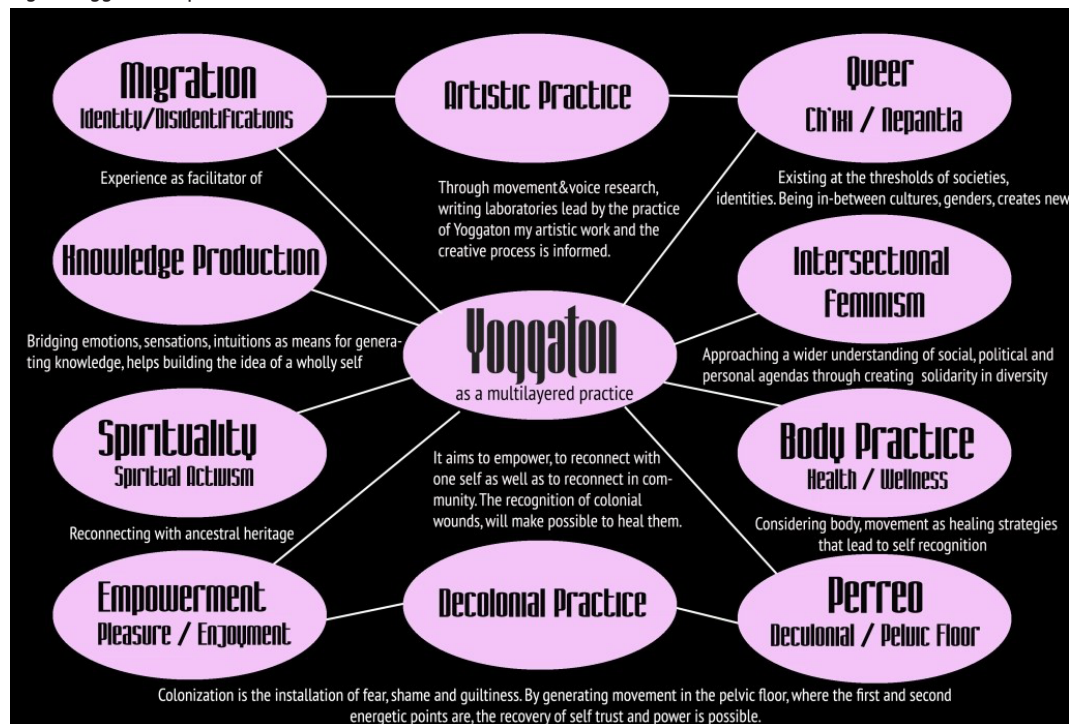 Migration
Identity/Disidentifications
Artistic Practice
Queer
Ch'ixi / Nepantla
Experience as facilitator of
Through movement&voice research,
writing laboratories lead by the practice
of Yoggaton my artistic work and the
creative process is informed.
Existing at the thresholds of societies,
identities. Being in-between cultures, genders, creates new
Knowledge Production
Intersectional
Feminism
Bridging emotions, sensations, intuitions as means for genera-
ting knowledge, helps building the idea of a wholly self
Yoggaton
as a multilayered practice
Approaching a wider understanding of social, political and
personal agendas through creating solidarity in diversity
Spirituality
Spiritual Activism
It aims to empower, to reconnect with
one self as well as to reconnect in com-
munity. The recognition of colonial
wounds, will make possible to heal them.
Body Practice
Health / Wellness
Reconnecting with ancestral heritage
Considering body, movement as healing strategies
that lead to self recognition
Empowerment
Pleasure / Enjoyment
Decolonial Practice
Perreo
Deculonial / Pelvic Floor
Colonization is the installation of fear, shame and guiltiness. By generating movement in the pelvic floor, where the first and second
energetic points are, the recovery of self trust and power is possible.